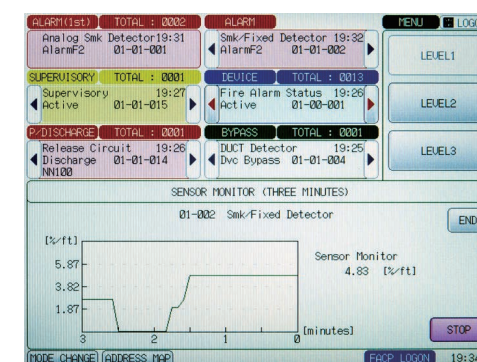 ALARM(1st) TOTAL : 0002 ALARM MENU LOGO
Analog Smk Detector19:31
AlarmF2 01-01-001
Smk/Fixed Detector 19:32
AlarmF2 01-01-002
LEVEL1
SUPERVISORY TOTAL : 0001 DEVICE TOTAL : 0013
Supervisory 19:27
Active 01-01-015
Fire Alarm Status 19:26
Active 01-00-001
LEVEL2
P/DISCHARGE TOTAL : 0001 BYPASS TOTAL : 0001
Release Circuit 19:26
Discharge 01-01-014
NN100
DUCT Detector 19:25
Dvc Bypass 01-01-004
LEVEL3
SENSOR MONITOR (THREE MINUTES)
01-002 Smk/Fixed Detector
END
[%/ft]
5.87
3.82
1.87
3 2 1 0 [minutes]
Sensor Monitor
4.83 [%/ft]
STOP
MODE CHANGE ADDRESS MAP FACP LOGON 19:34